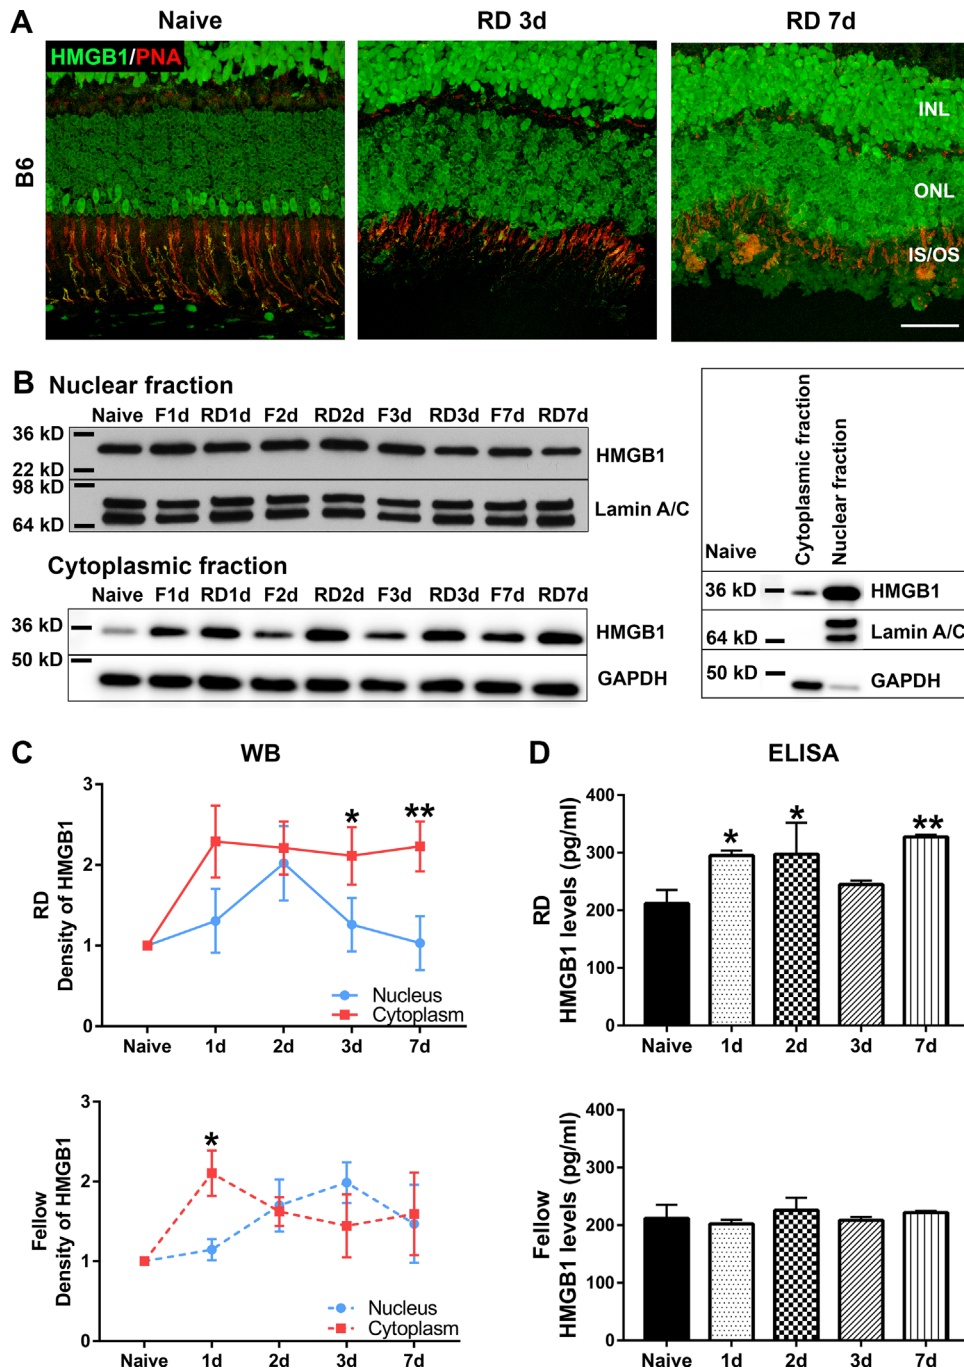 A
Naive
RD 3d
RD 7d
HMGB1/PNA
B6
INL
ONL
IS/OS
B
Nuclear fraction
Naive F1d RD1d F2d RD2d F3d RD3d F7d RD7d
36 kD
22 kD
HMGB1
98 kD
64 kD
Lamin A/C
Cytoplasmic fraction
Naive F1d RD1d F2d RD2d F3d RD3d F7d RD7d
36 kD
HMGB1
50 kD
GAPDH
Naive
Cytoplasmic fraction
Nuclear fraction
36 kD
HMGB1
64 kD
Lamin A/C
50 kD
GAPDH
C
WB
RD
Density of HMGB1
3
2
1
0
*
**
Nucleus
Cytoplasm
Naive 1d 2d 3d 7d
Fellow
Density of HMGB1
3
2
1
0
*
Nucleus
Cytoplasm
Naive 1d 2d 3d 7d
D
ELISA
RD
HMGB1 levels (pg/ml)
400
300
200
100
0
*
*
**
Naive 1d 2d 3d 7d
Fellow
HMGB1 levels (pg/ml)
400
300
200
100
0
Naive 1d 2d 3d 7d